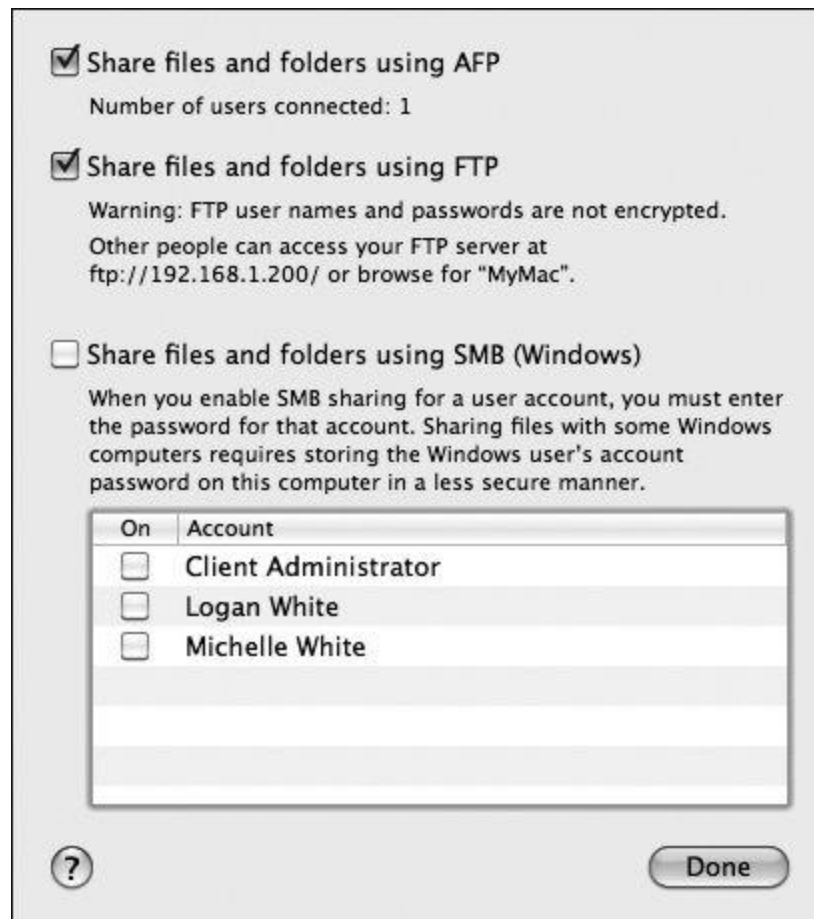 Share files and folders using AFP
Number of users connected: 1
Share files and folders using FTP
Warning: FTP user names and passwords are not encrypted.
Other people can access your FTP server at
ftp://192.168.1.200/ or browse for “MyMac”.
Share files and folders using SMB (Windows)
When you enable SMB sharing for a user account, you must enter
the password for that account. Sharing files with some Windows
computers requires storing the Windows user's account
password on this computer in a less secure manner.
On Account
Client Administrator
Logan White
Michelle White
? Done